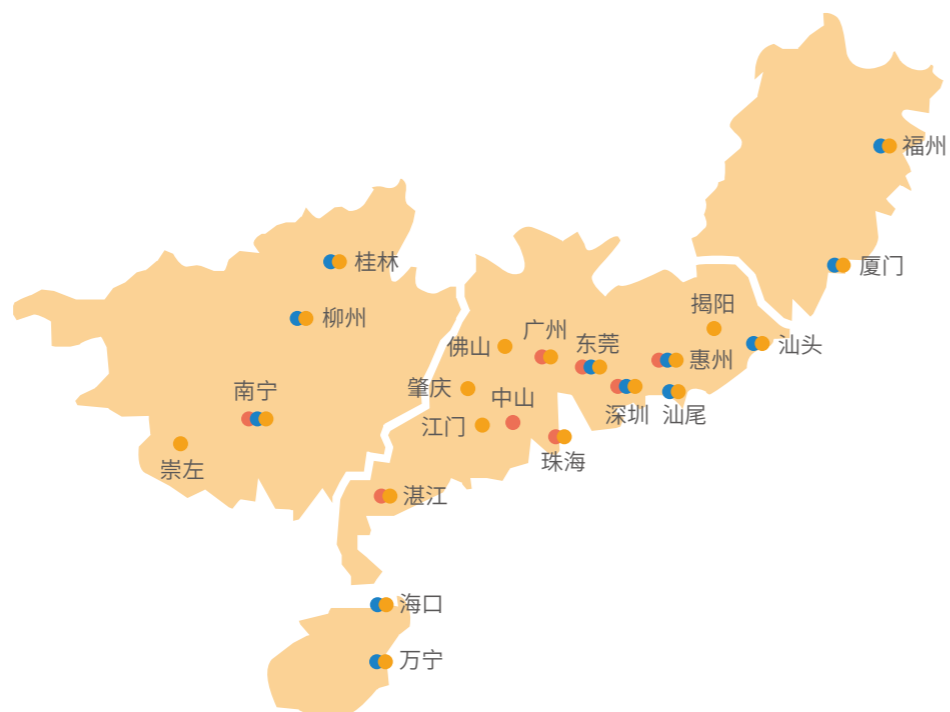 福州
桂林
厦门
揭阳
柳州
广州
佛山
东莞
汕头
惠州
南宁
肇庆
中山
深圳
汕尾
江门
珠海
崇左
湛江
海口
万宁